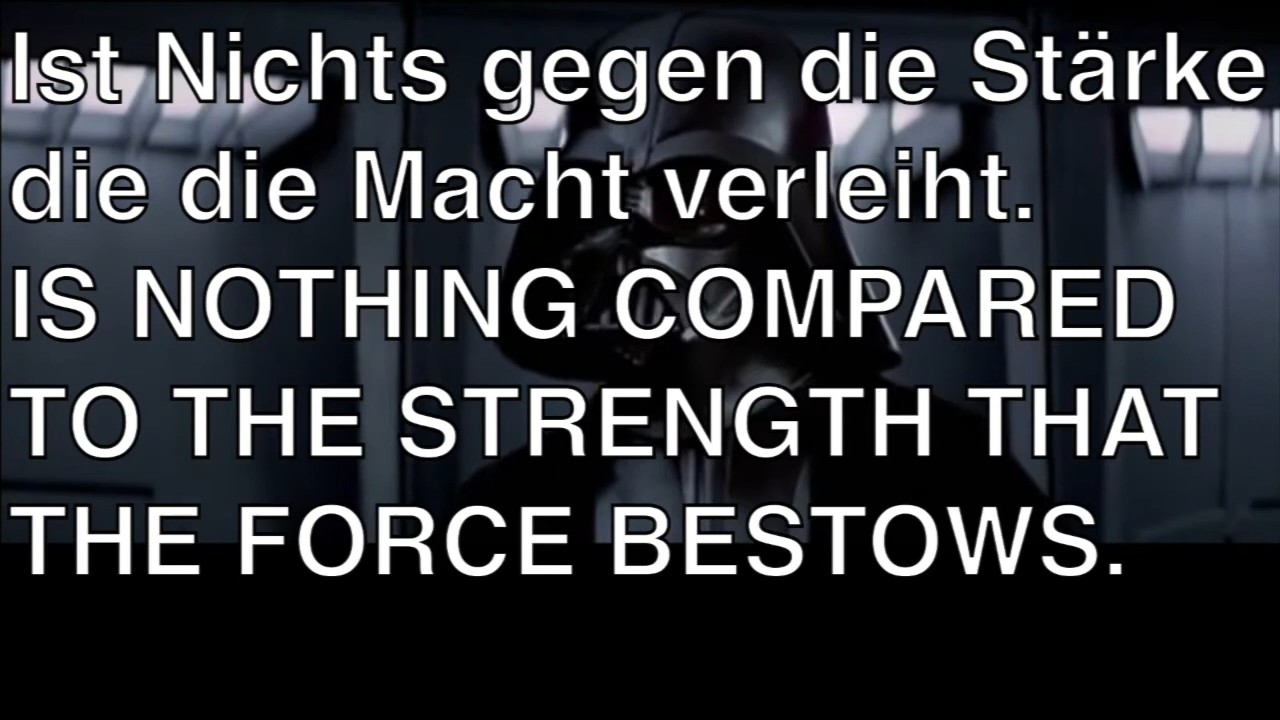 Ist Nichts gegen die Stärke
die die Macht verleiht.
IS NOTHING COMPARED
TO THE STRENGTH THAT
THE FORCE BESTOWS.